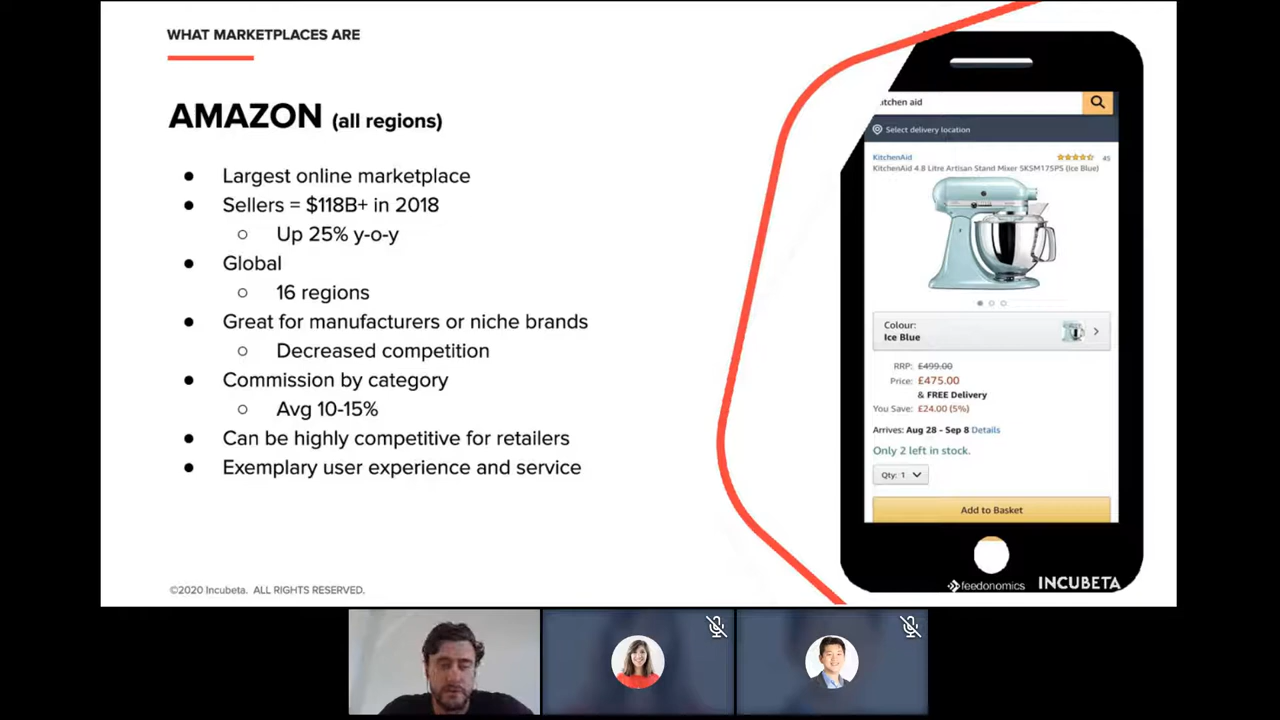 WHAT MARKETPLACES ARE
AMAZON (all regions)
● Largest online marketplace
● Sellers = $118B+ in 2018
○ Up 25% y-o-y
● Global
○ 16 regions
● Great for manufacturers or niche brands
○ Decreased competition
● Commission by category
○ Avg 10-15%
● Can be highly competitive for retailers
● Exemplary user experience and service
©2020 Incubeta. ALL RIGHTS RESERVED.
itchen aid
Select delivery location
KitchenAid 45
KitchenAid 4.8 Litre Artisan Stand Mixer 5KSM175PS (Ice Blue)
Colour:
Ice Blue
RRP: £499.00
Price: £475.00
& FREE Delivery
You Save: £24.00 (5%)
Arrives: Aug 28 - Sep 8 Details
Only 2 left in stock.
Qty: 1
Add to Basket
feedonomics INCUBETA